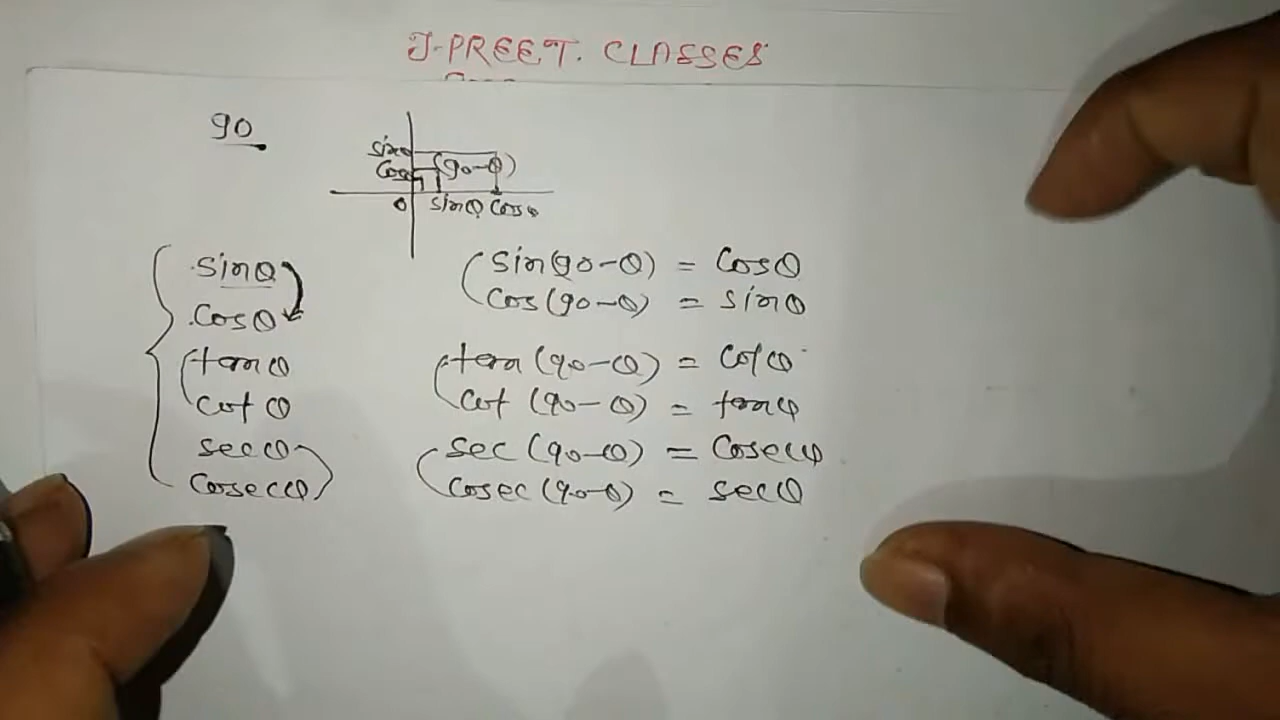 J-PREET. CLASSES
90
sinθ
Cosθ
(90-θ)
0 sinθ Cosθ
sinθ
Cosθ
tanθ
cot θ
secθ
Cosecθ
sin(90-θ) = Cosθ
Cos(90-θ) = sinθ
tan (90-θ) = Cotθ
Cot (90-θ) = tanθ
sec (90-θ) = Cosecθ
Cosec (90-θ) = secθ